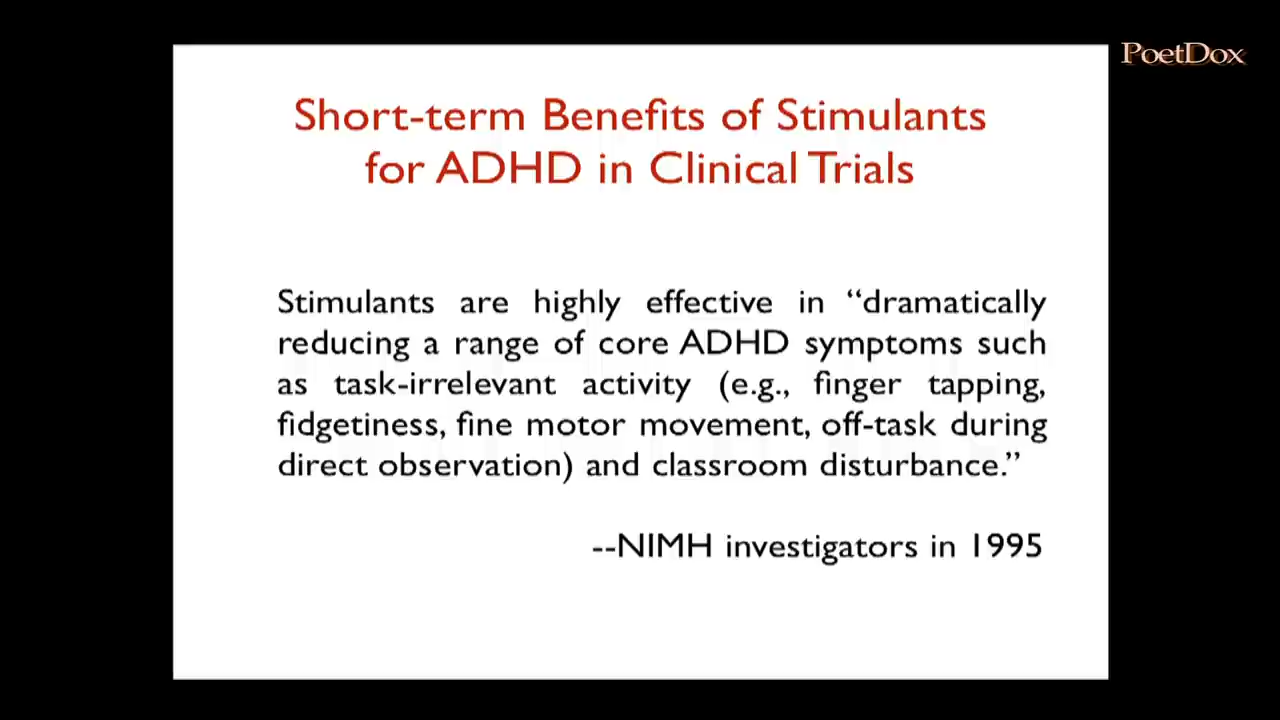 PoetDox
Short-term Benefits of Stimulants
for ADHD in Clinical Trials
Stimulants are highly effective in “dramatically
reducing a range of core ADHD symptoms such
as task-irrelevant activity (e.g., finger tapping,
fidgetiness, fine motor movement, off-task during
direct observation) and classroom disturbance.”
--NIMH investigators in 1995